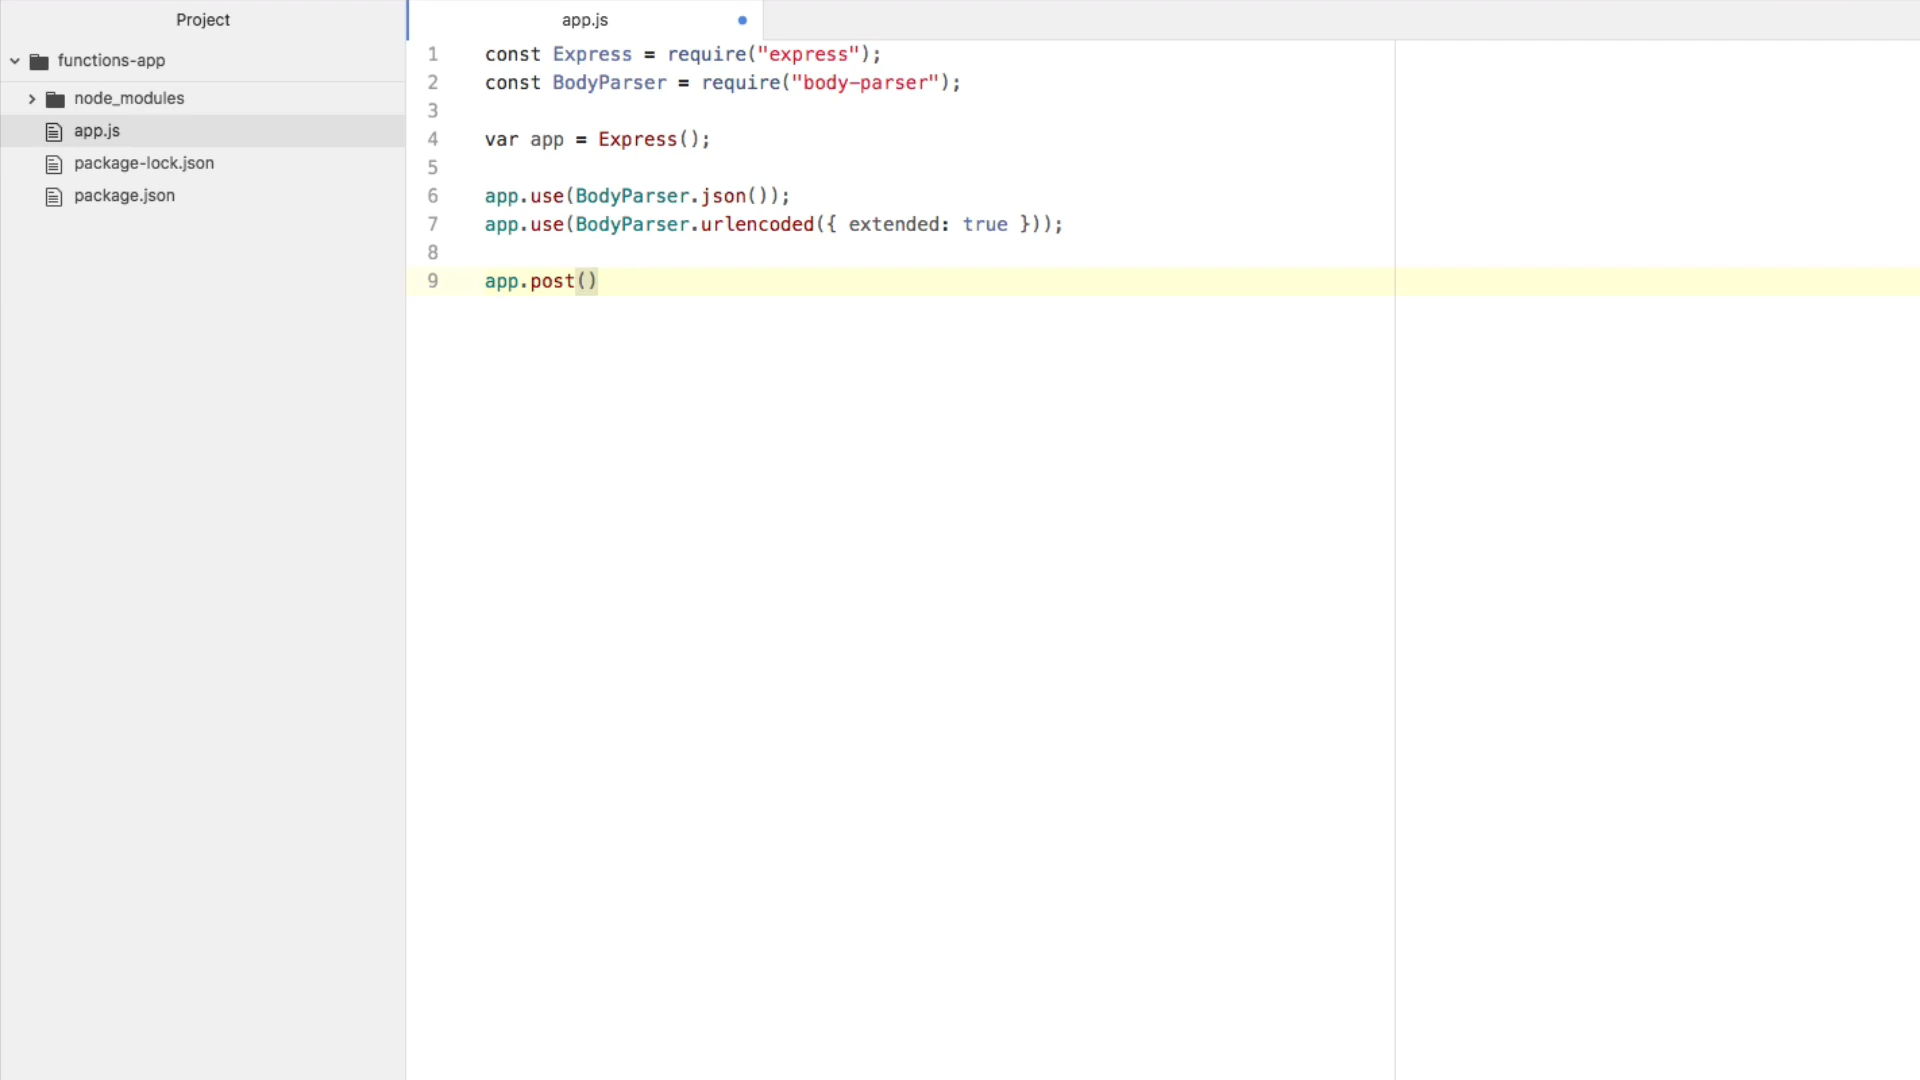 Project
functions-app
node_modules
app.js
package-lock.json
package.json
app.js
1 const Express = require("express");
2 const BodyParser = require("body-parser");
3
4 var app = Express();
5
6 app.use(BodyParser.json());
7 app.use(BodyParser.urlencoded({ extended: true }));
8
9 app.post()